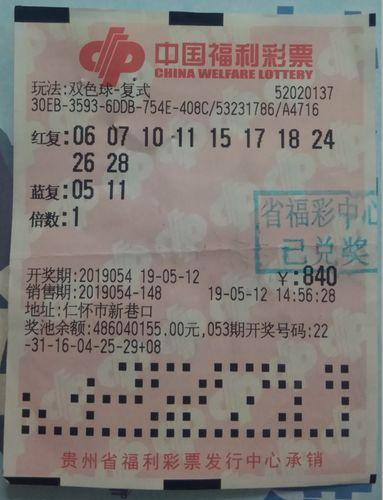 中国福利彩票
CHINA WELFARE LOTTERY
玩法:双色球-复式 52020137
30EB-3593-6DDB-754E-408C/53231786/A4716
红复:06 07 10 11 15 17 18 24
26 28
蓝复:05 11
倍数:1
省福彩中心
已兑奖
开奖期:2019054 19-05-12 ¥:840
销售期:2019054-148 19-05-12 14:56:28
地址:仁怀市新巷口
奖池余额:486040155.00元,053期开奖号码:22
-31-16-04-25-29+08
贵州省福利彩票发行中心承销